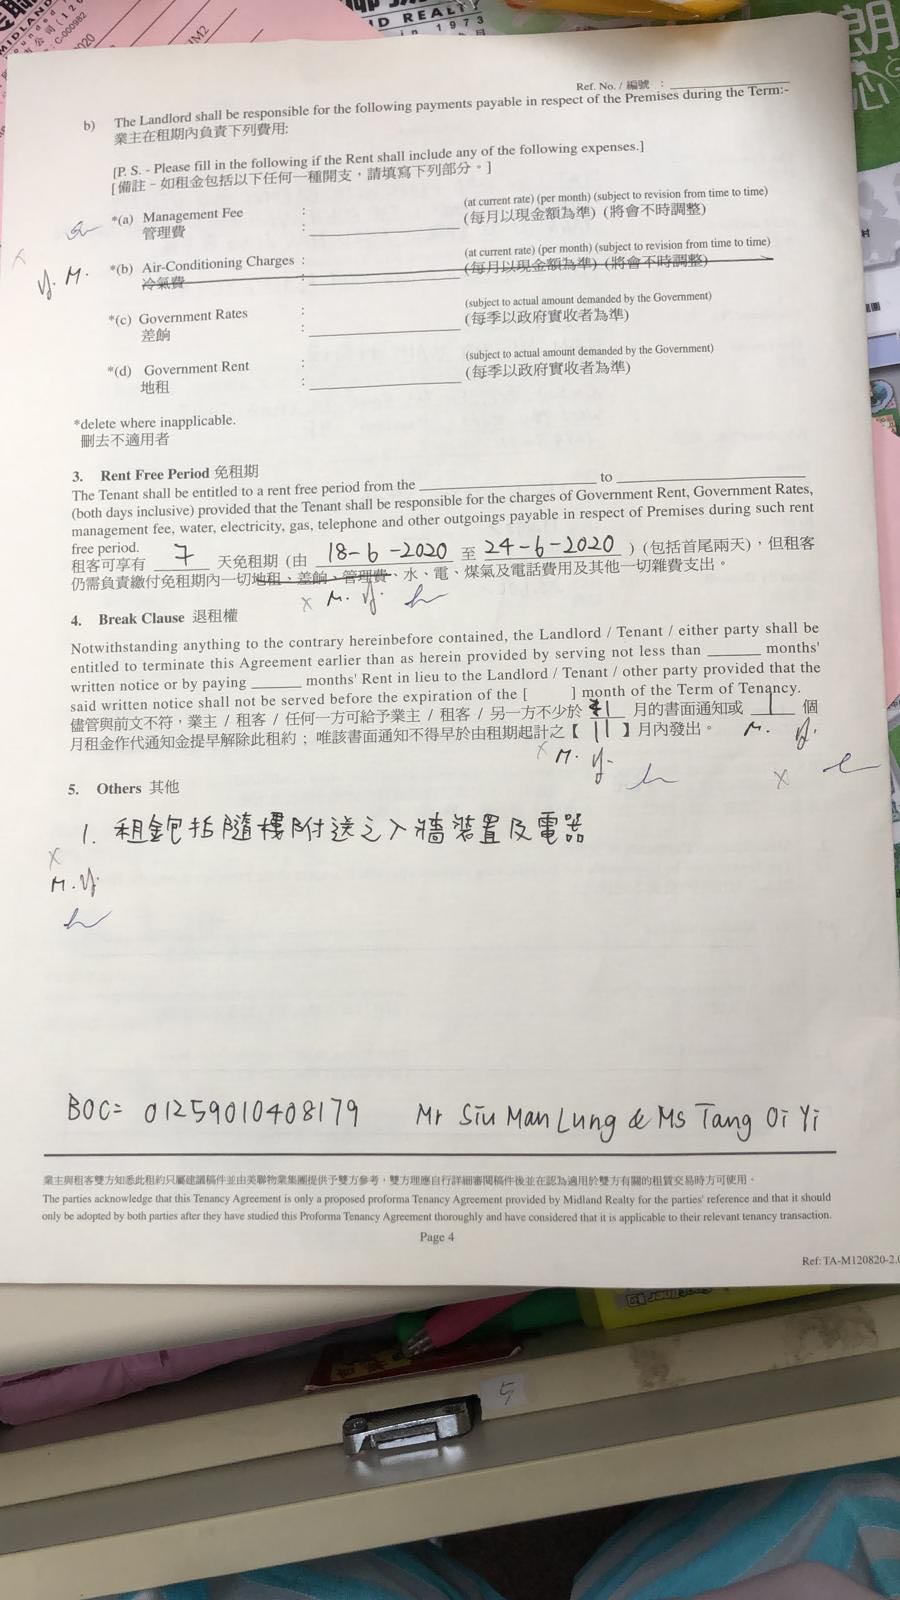 MIDLAND
D REALTY
in 1973
C-000982
Ref. No. / 編號 :
b) The Landlord shall be responsible for the following payments payable in respect of the Premises during the Term:-
業主在租期內負責下列費用:
[P. S. - Please fill in the following if the Rent shall include any of the following expenses.]
[備註 - 如租金包括以下任何一種開支，請填寫下列部分。]
*(a) Management Fee : (at current rate) (per month) (subject to revision from time to time)
管理費 : (每月以現金額為準) (將會不時調整)
*(b) Air-Conditioning Charges : (at current rate) (per month) (subject to revision from time to time)
冷氣費 : (每月以現金額為準) (將會不時調整)
*(c) Government Rates : (subject to actual amount demanded by the Government)
差餉 : (每季以政府實收者為準)
*(d) Government Rent : (subject to actual amount demanded by the Government)
地租 : (每季以政府實收者為準)
*delete where inapplicable.
刪去不適用者
3. Rent Free Period 免租期
The Tenant shall be entitled to a rent free period from the ____ to ____
(both days inclusive) provided that the Tenant shall be responsible for the charges of Government Rent, Government Rates,
management fee, water, electricity, gas, telephone and other outgoings payable in respect of Premises during such rent
free period.
租客可享有 7 天免租期 (由 18-6-2020 至 24-6-2020 ) (包括首尾兩天)，但租客
仍需負責繳付免租期內一切地租、差餉、管理費、水、電、煤氣及電話費用及其他一切雜費支出。
4. Break Clause 退租權
Notwithstanding anything to the contrary hereinbefore contained, the Landlord / Tenant / either party shall be
entitled to terminate this Agreement earlier than as herein provided by serving not less than ____ months'
written notice or by paying ____ months' Rent in lieu to the Landlord / Tenant / other party provided that the
said written notice shall not be served before the expiration of the [ ] month of the Term of Tenancy.
儘管與前文不符，業主 / 租客 / 任何一方可給予業主 / 租客 / 另一方不少於 1 月的書面通知或 1 個
月租金作代通知金提早解除此租約；唯該書面通知不得早於由租期起計之【 11 】月內發出。
5. Others 其他
1. 租金包括隨樓附送之入牆裝置及電器
BOC= 01259010408179 Mr Siu Man Lung & Ms Tang Oi Yi
業主與租客雙方知悉此租約只屬建議稿件並由美聯物業集團提供予雙方參考，雙方理應自行詳細審閱稿件後並在認為適用於雙方有關的租賃交易時方可使用。
The parties acknowledge that this Tenancy Agreement is only a proposed proforma Tenancy Agreement provided by Midland Realty for the parties' reference and that it should
only be adopted by both parties after they have studied this Proforma Tenancy Agreement thoroughly and have considered that it is applicable to their relevant tenancy transaction.
Page 4
Ref: TA-M120820-2.0
5